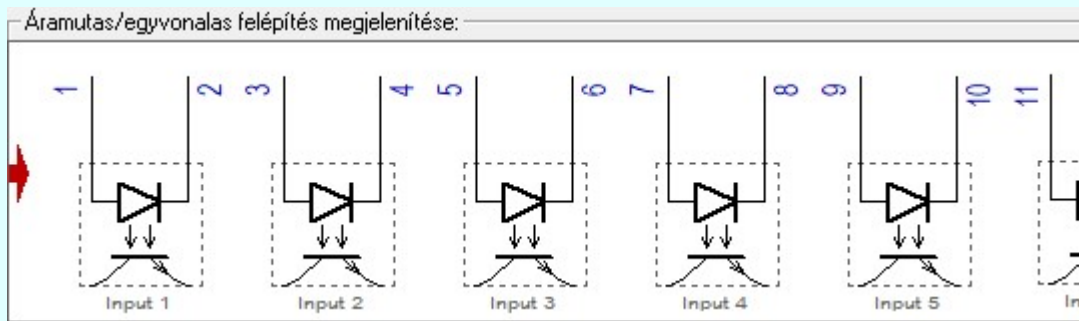 Áramutas/egyvonalas felépítés megjelenítése:
1 2 3 4 5 6 7 8 9 10 11
Input 1 Input 2 Input 3 Input 4 Input 5 In